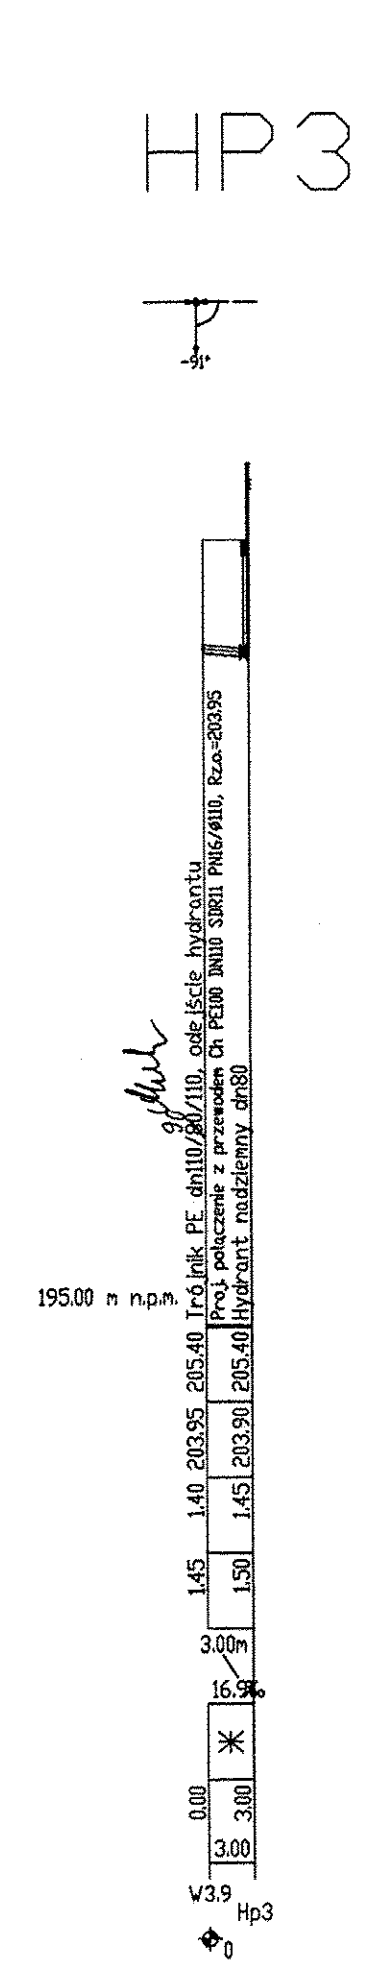 HP3
-91°
Trójnik PE dn110/80/110, odejście hydrantu
Proj. połączenie z przewodem Ch PE100 DN110 SDR11 PN16/ø110, Rz.o.=203.95
Hydrant nadziemny dn80
195.00 m n.p.m.
205.40 205.40
203.95 203.90
1.40 1.45
1.45 1.50
3.00m
16.9‰
0.00 3.00
3.00
W3.9
Hp3
0